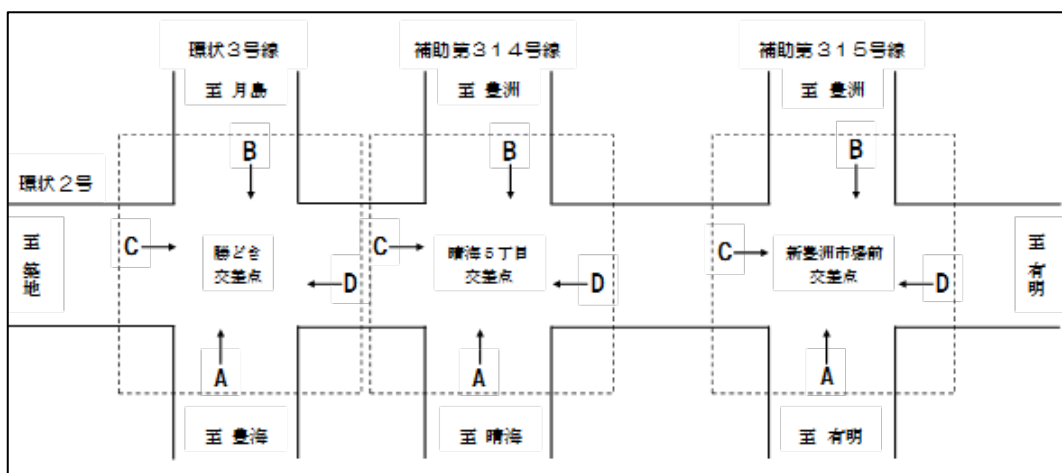 環状3号線
補助第314号線
補助第315号線
至 月島
至 豊洲
至 豊洲
B
B
B
環状2号
至 築地
C
勝どき
交差点
D
C
晴海5丁目
交差点
D
C
新豊洲市場前
交差点
D
至 有明
A
A
A
至 豊海
至 晴海
至 有明